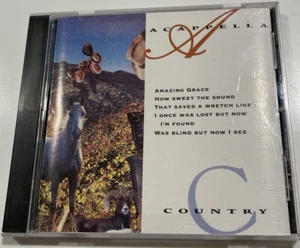 ACAPPELLA
A
AMAZING GRACE
HOW SWEET THE SOUND
THAT SAVED A WRETCH LIKE
I ONCE WAS LOST BUT NOW
I'M FOUND
WAS BLIND BUT NOW I SEE
C
COUNTRY